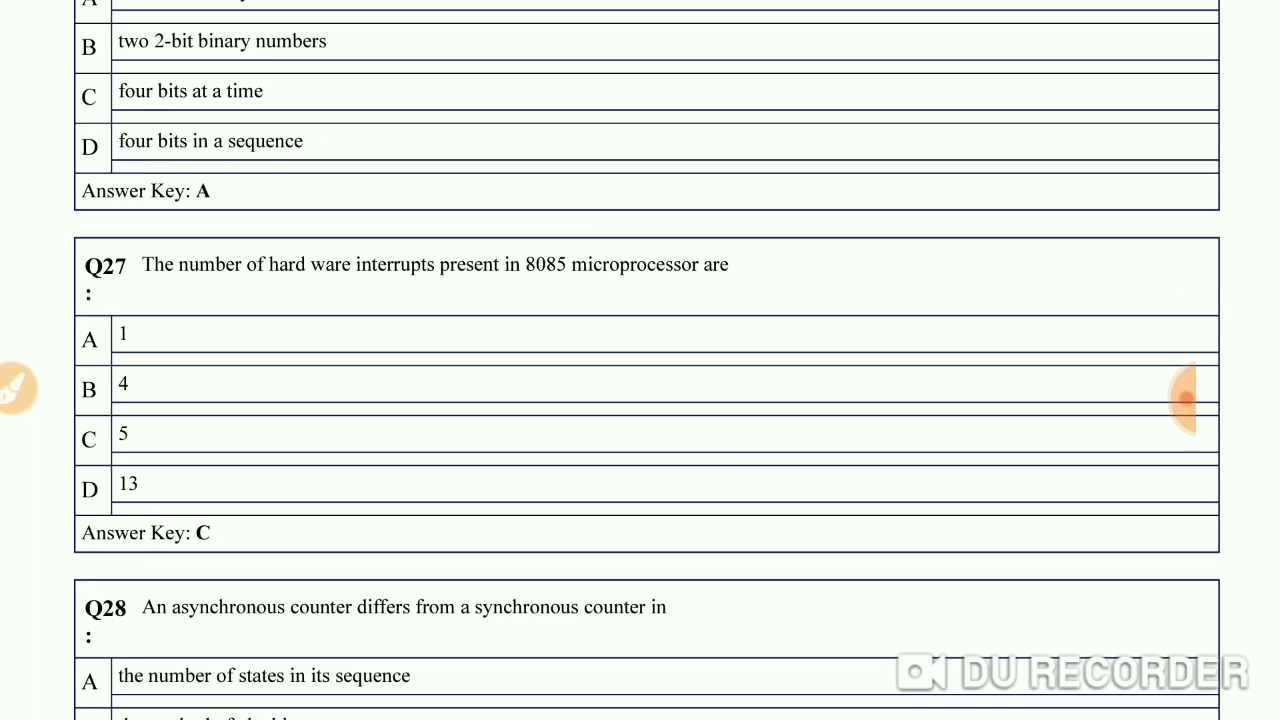 A
B two 2-bit binary numbers
C four bits at a time
D four bits in a sequence
Answer Key: A
Q27 The number of hard ware interrupts present in 8085 microprocessor are
:
A 1
B 4
C 5
D 13
Answer Key: C
Q28 An asynchronous counter differs from a synchronous counter in
:
A the number of states in its sequence
DU RECORDER